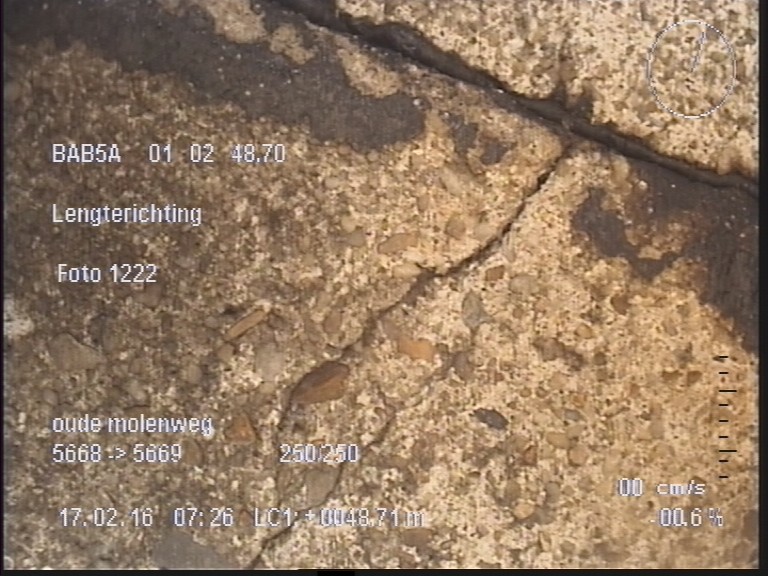 BAB5A 01 02 48,70
Lengterichting
Foto 1222
oude molenweg
5668 -> 5669 250/250
00 cm/s
17.02.16 07:26 LC1: +0048.71 m -00.6 %